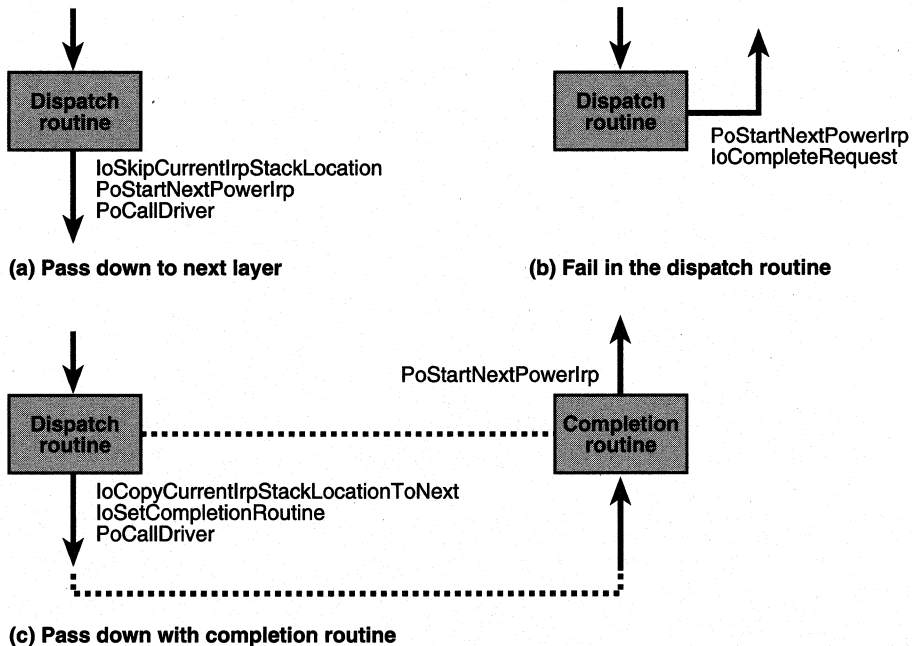 Dispatch
routine
IoSkipCurrentIrpStackLocation
PoStartNextPowerIrp
PoCallDriver
(a) Pass down to next layer
Dispatch
routine
PoStartNextPowerIrp
IoCompleteRequest
(b) Fail in the dispatch routine
Dispatch
routine
IoCopyCurrentIrpStackLocationToNext
IoSetCompletionRoutine
PoCallDriver
PoStartNextPowerIrp
Completion
routine
(c) Pass down with completion routine